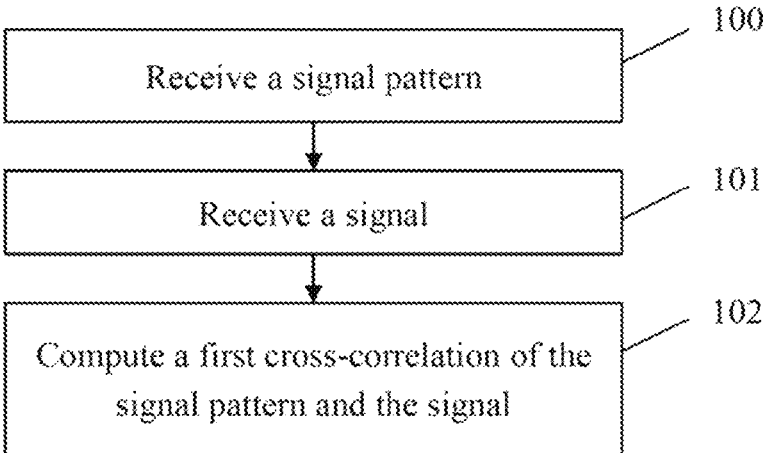 100
Receive a signal pattern
101
Receive a signal
102
Compute a first cross-correlation of the
signal pattern and the signal